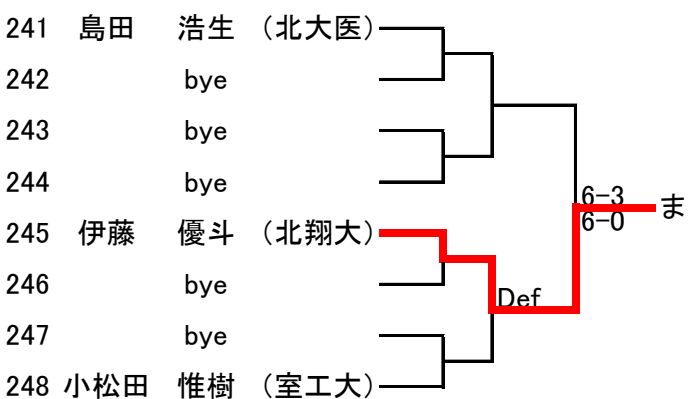 241 島田 浩生 （北大医）
242 bye
243 bye
244 bye
6-3
ま
6-0
245 伊藤 優斗 （北翔大）
246 bye
Def
247 bye
248 小松田 惟樹 （室工大）